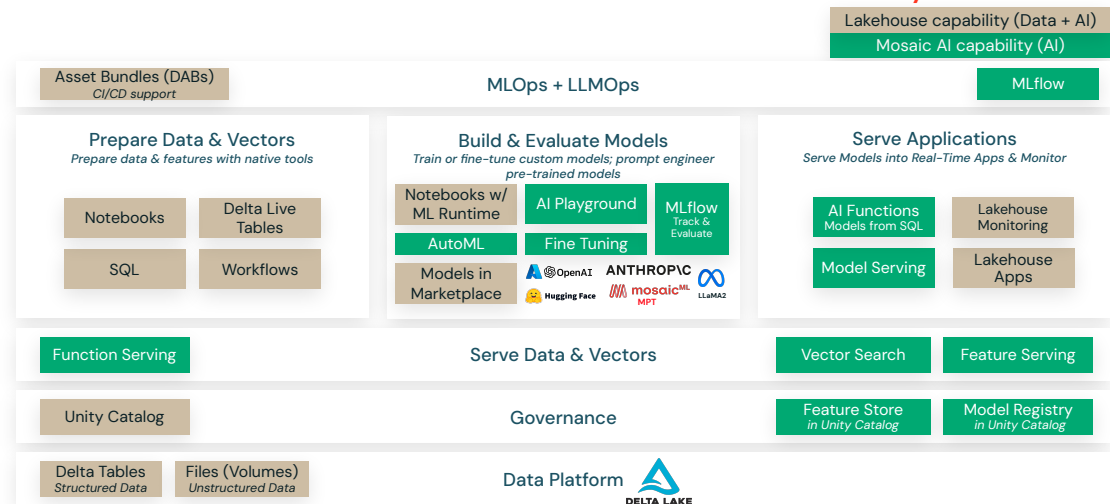 Lakehouse capability (Data + AI)
Mosaic AI capability (AI)
Asset Bundles (DABs)
CI/CD support
MLOps + LLMOps
MLflow
Prepare Data & Vectors
Prepare data & features with native tools
Notebooks
Delta Live
Tables
SQL
Workflows
Build & Evaluate Models
Train or fine-tune custom models; prompt engineer
pre-trained models
Notebooks w/
ML Runtime
AI Playground
MLflow
Track &
Evaluate
AutoML
Fine Tuning
Models in
Marketplace
OpenAI
ANTHROP\C
Hugging Face
mosaicML
MPT
LLaMA2
Serve Applications
Serve Models into Real-Time Apps & Monitor
AI Functions
Models from SQL
Lakehouse
Monitoring
Model Serving
Lakehouse
Apps
Function Serving
Serve Data & Vectors
Vector Search
Feature Serving
Unity Catalog
Governance
Feature Store
in Unity Catalog
Model Registry
in Unity Catalog
Delta Tables
Structured Data
Files (Volumes)
Unstructured Data
Data Platform
DELTA LAKE